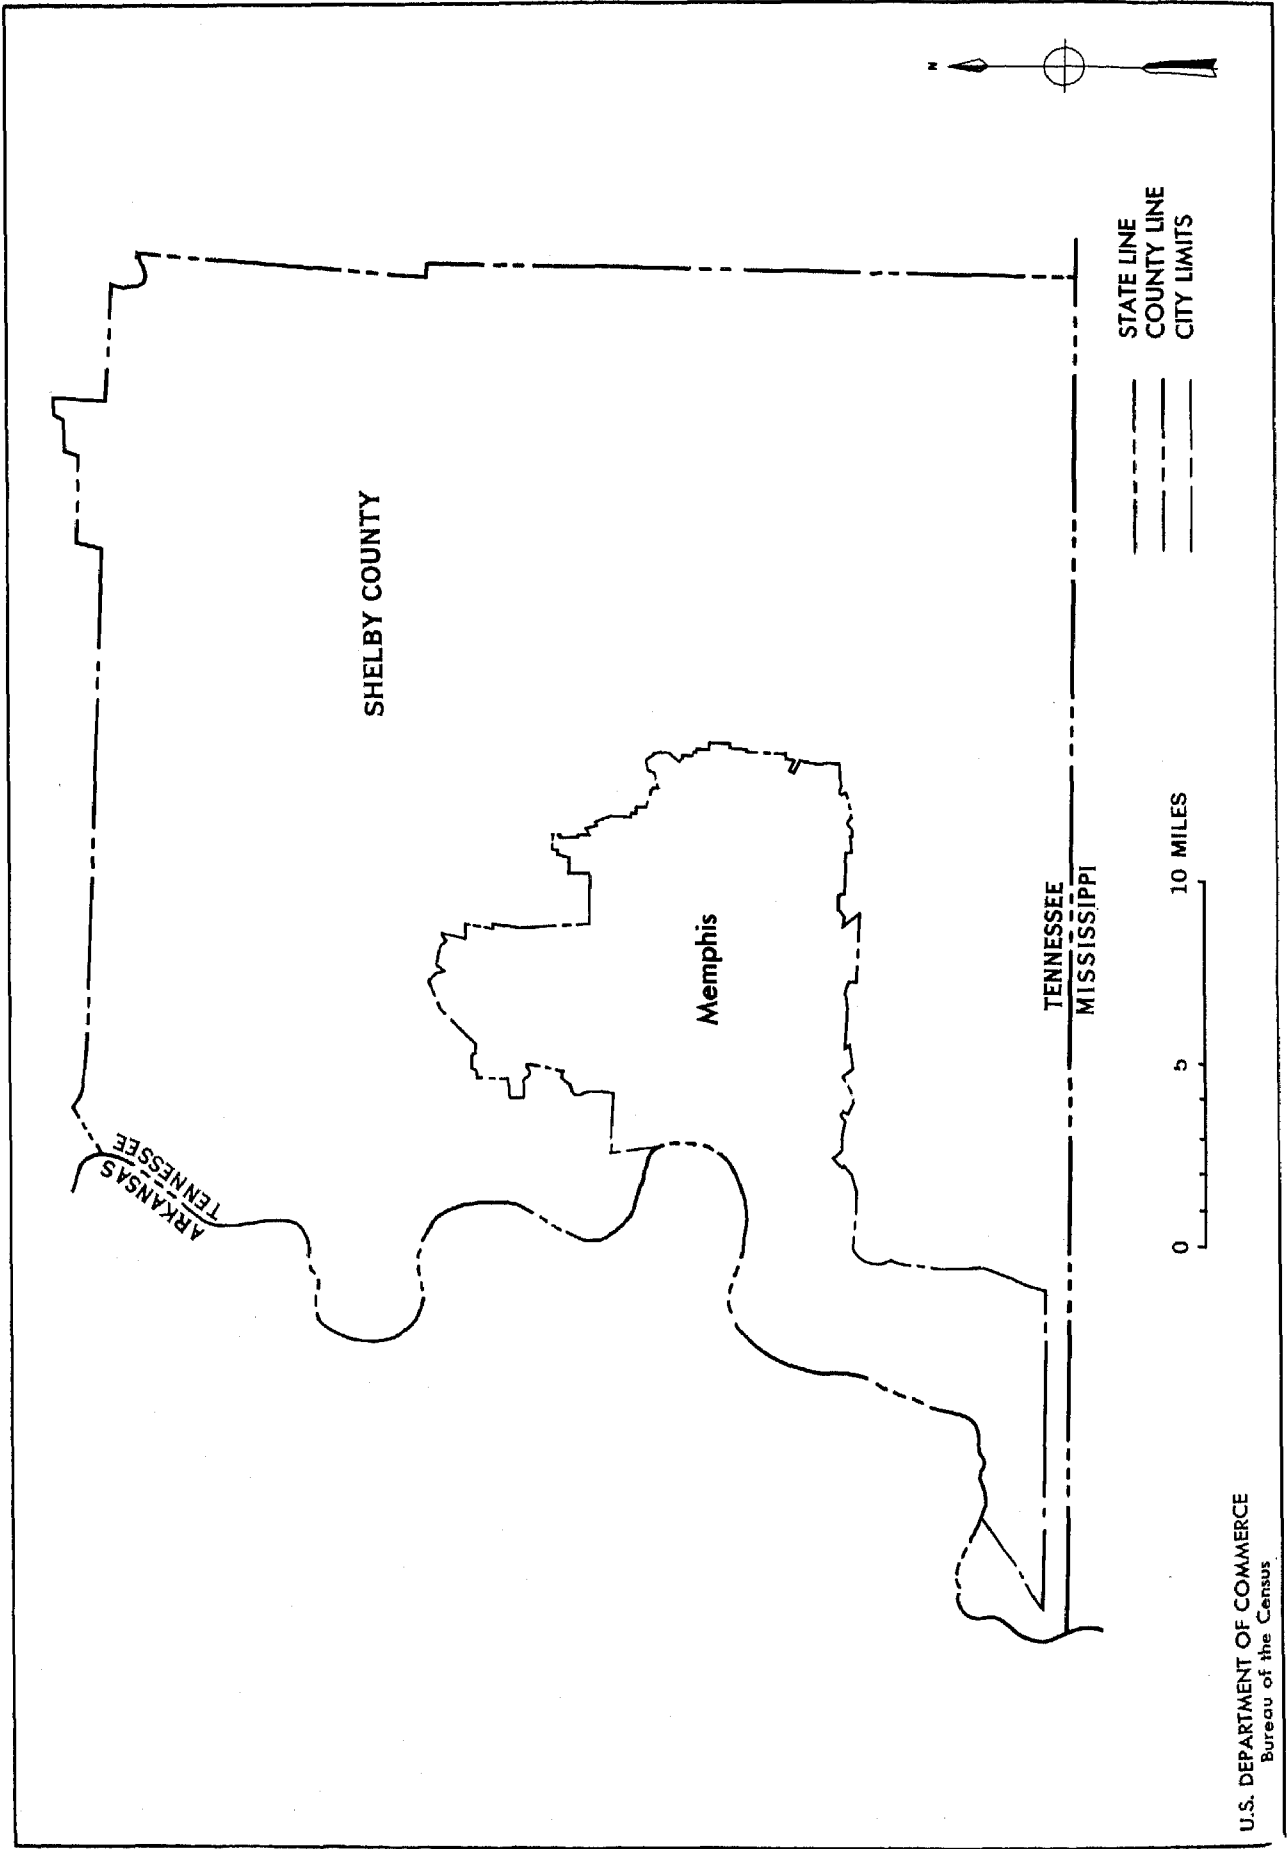 N
ARKANSAS
TENNESSEE
SHELBY COUNTY
Memphis
TENNESSEE
MISSISSIPPI
STATE LINE
COUNTY LINE
CITY LIMITS
0 5 10 MILES
U.S. DEPARTMENT OF COMMERCE
Bureau of the Census